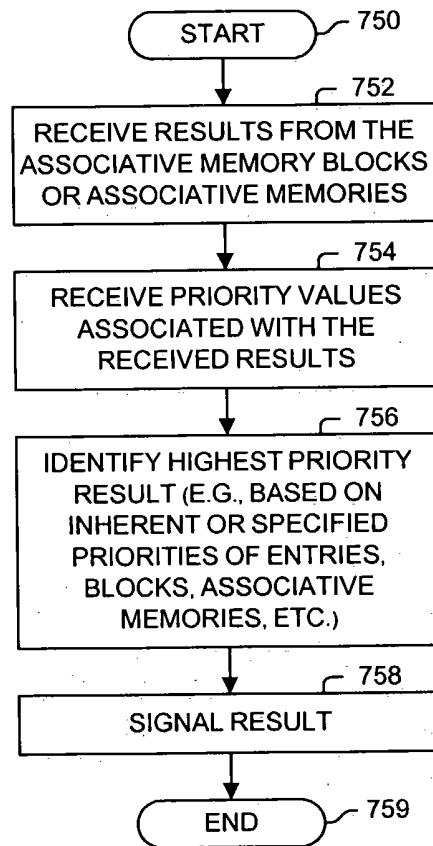 START
750
752
RECEIVE RESULTS FROM THE
ASSOCIATIVE MEMORY BLOCKS
OR ASSOCIATIVE MEMORIES
754
RECEIVE PRIORITY VALUES
ASSOCIATED WITH THE
RECEIVED RESULTS
756
IDENTIFY HIGHEST PRIORITY
RESULT (E.G., BASED ON
INHERENT OR SPECIFIED
PRIORITIES OF ENTRIES,
BLOCKS, ASSOCIATIVE
MEMORIES, ETC.)
758
SIGNAL RESULT
END
759